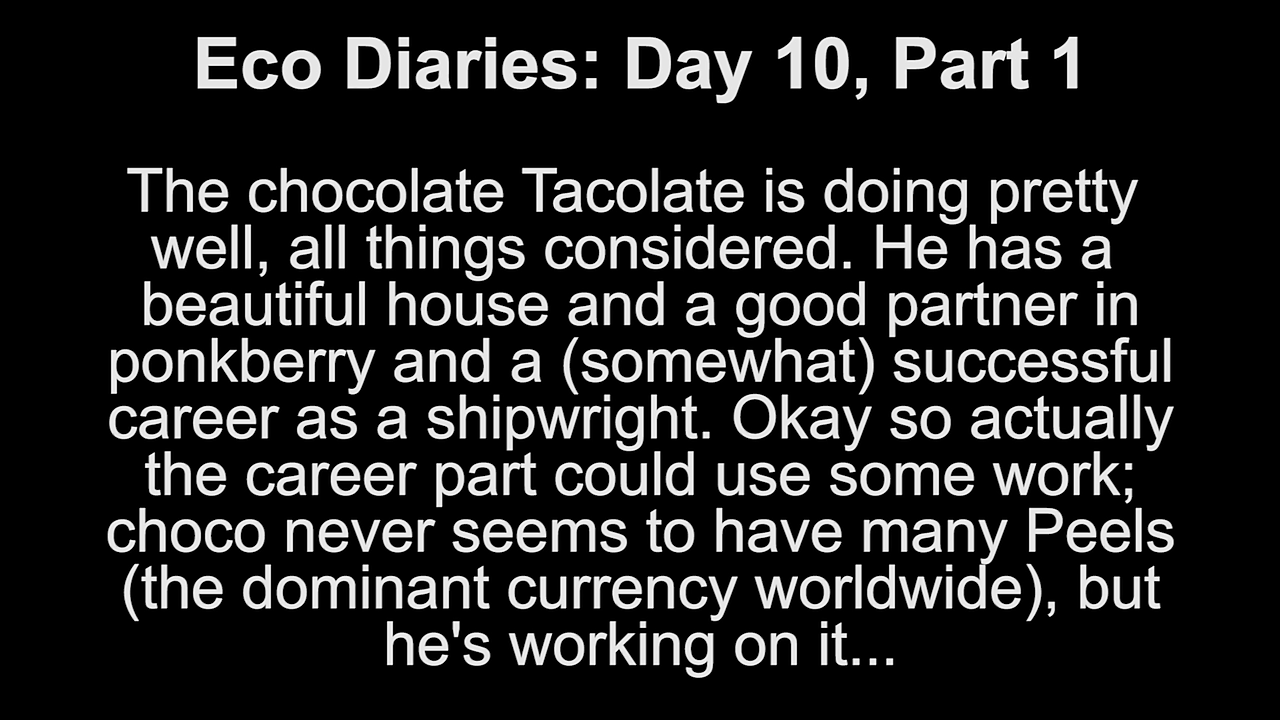 Eco Diaries: Day 10, Part 1
The chocolate Tacolate is doing pretty
well, all things considered. He has a
beautiful house and a good partner in
ponkberry and a (somewhat) successful
career as a shipwright. Okay so actually
the career part could use some work;
choco never seems to have many Peels
(the dominant currency worldwide), but
he's working on it...